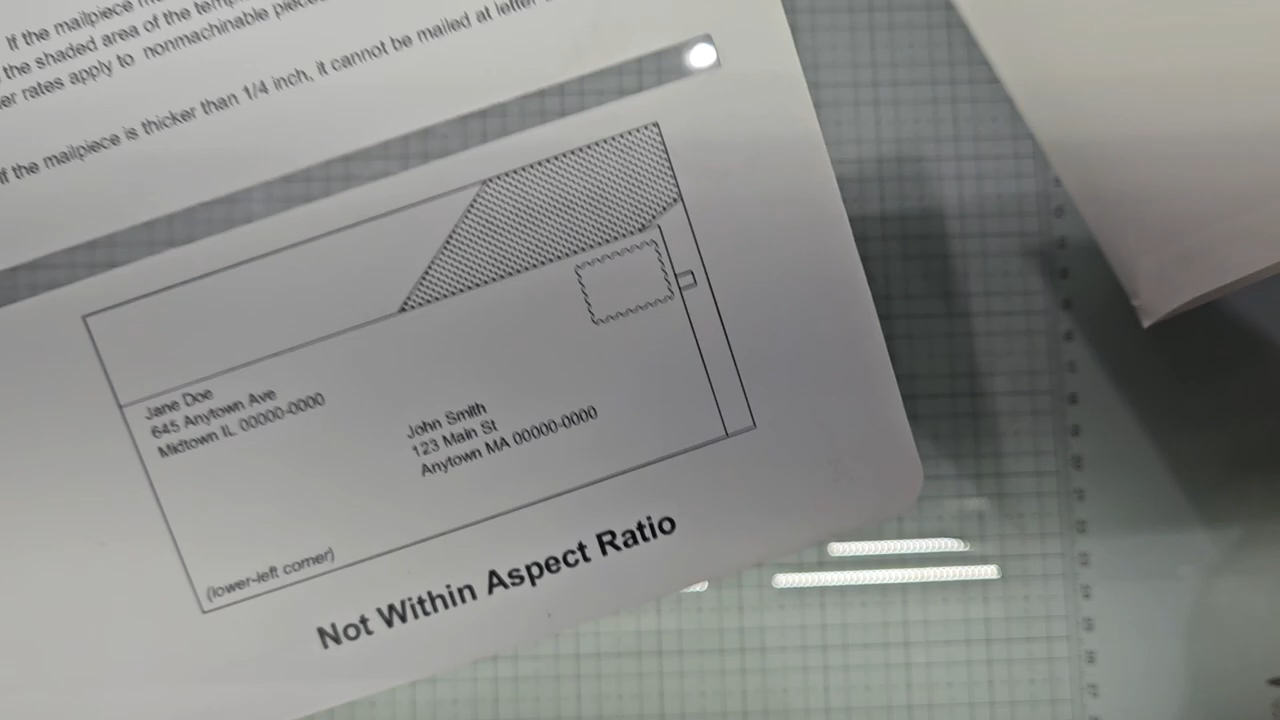 If the mailpiece
the shaded area of the
er rates apply to nonmachinable
If the mailpiece is thicker than 1/4 inch, it cannot be mailed at letter
Jane Doe
645 Anytown Ave
Midtown IL 00000-0000
John Smith
123 Main St
Anytown MA 00000-0000
(lower-left corner)
Not Within Aspect Ratio